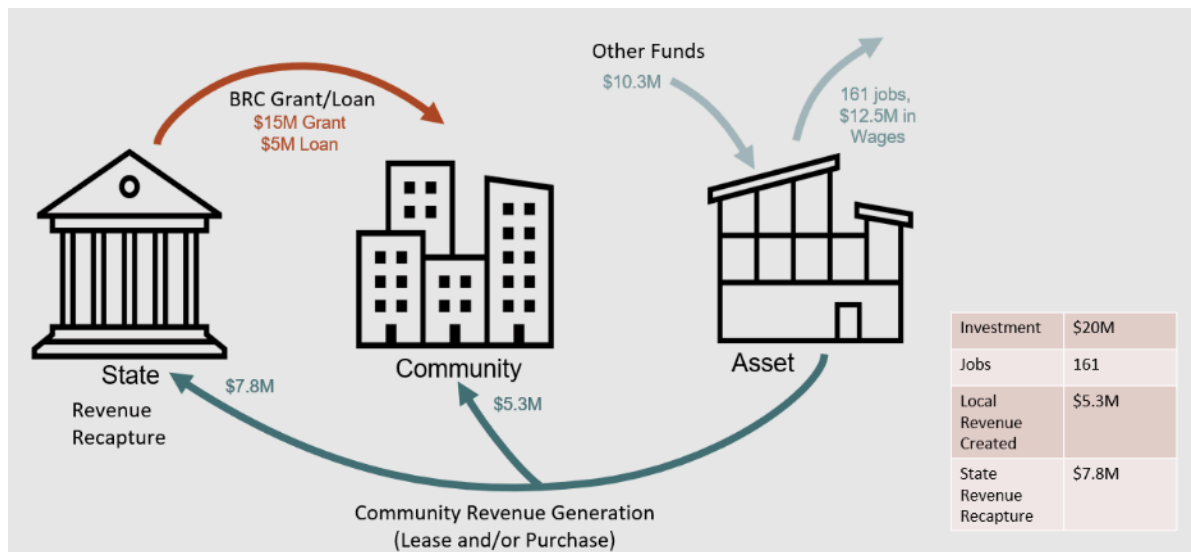 BRC Grant/Loan
$15M Grant
$5M Loan
Other Funds
$10.3M
161 jobs,
$12.5M in
Wages
State
Revenue
Recapture
$7.8M
Community
$5.3M
Asset
Community Revenue Generation
(Lease and/or Purchase)
Investment $20M
Jobs 161
Local $5.3M
Revenue
Created
State $7.8M
Revenue
Recapture